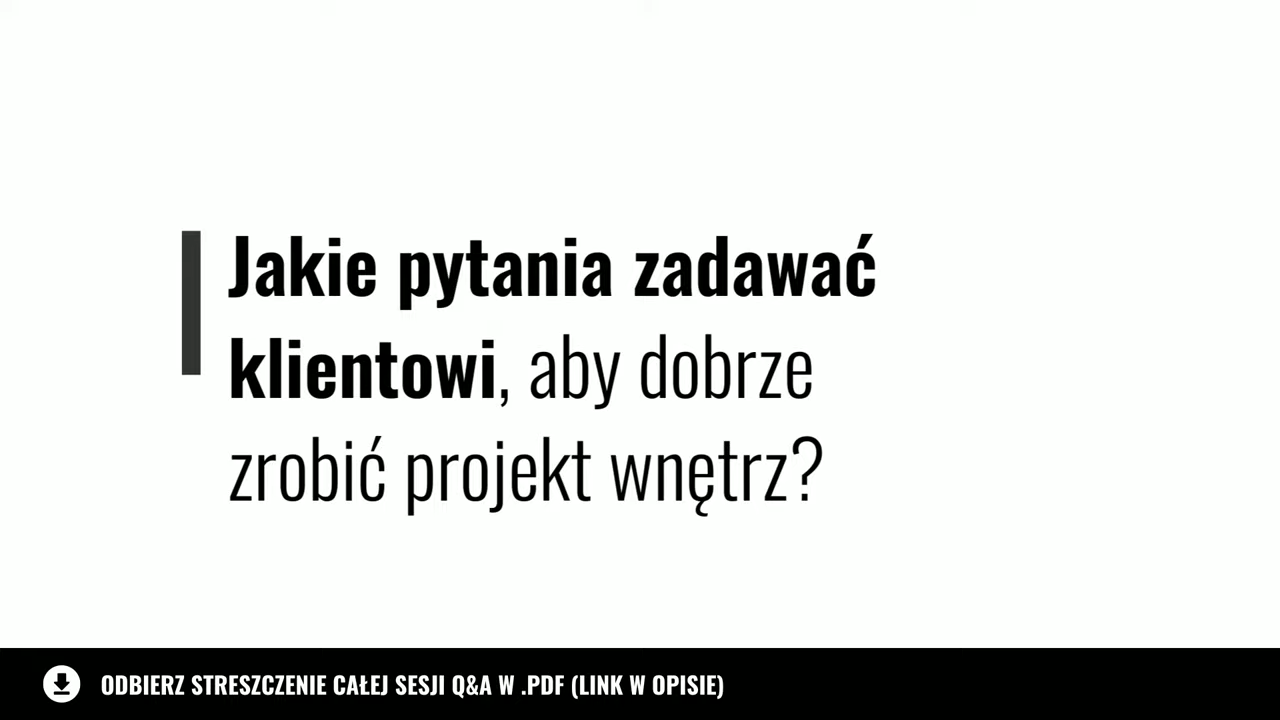 Jakie pytania zadawać
klientowi, aby dobrze
zrobić projekt wnętrz?
ODBIERZ STRESZCZENIE CAŁEJ SESJI Q&A W .PDF (LINK W OPISIE)